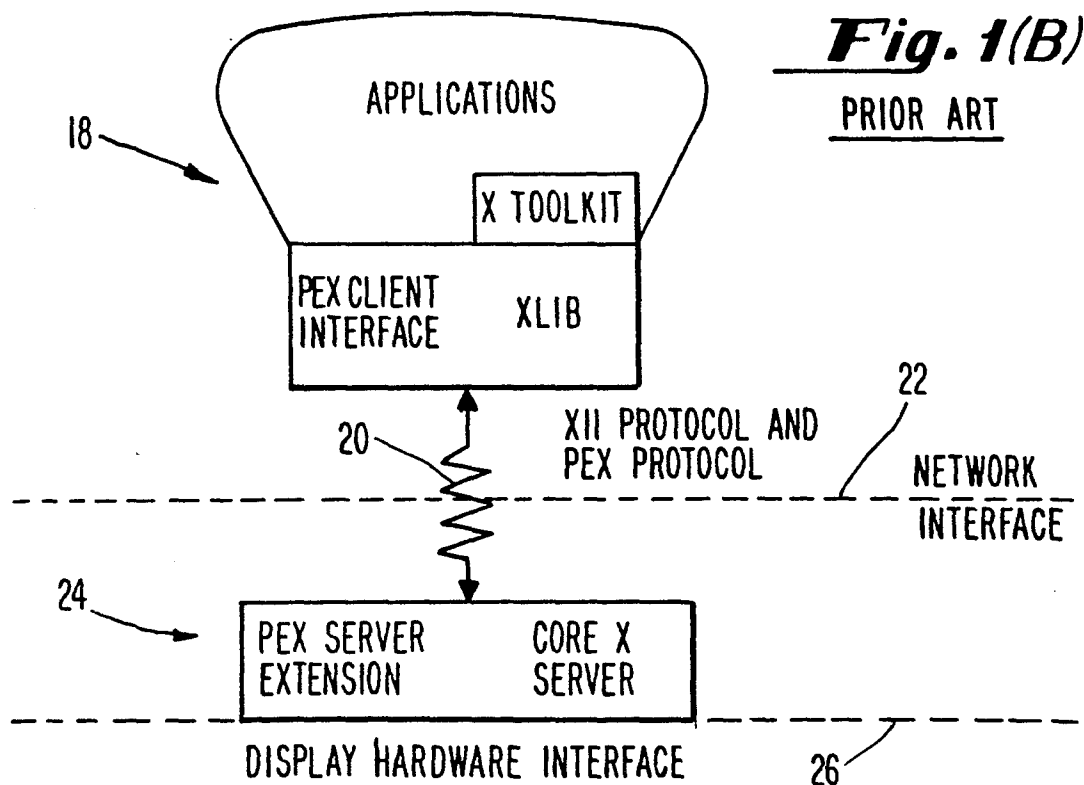 Fig. 1(B)
PRIOR ART
APPLICATIONS
18
X TOOLKIT
PEX CLIENT
INTERFACE
XLIB
22
20
X11 PROTOCOL AND
PEX PROTOCOL
NETWORK
INTERFACE
24
PEX SERVER
EXTENSION
CORE X
SERVER
DISPLAY HARDWARE INTERFACE
26